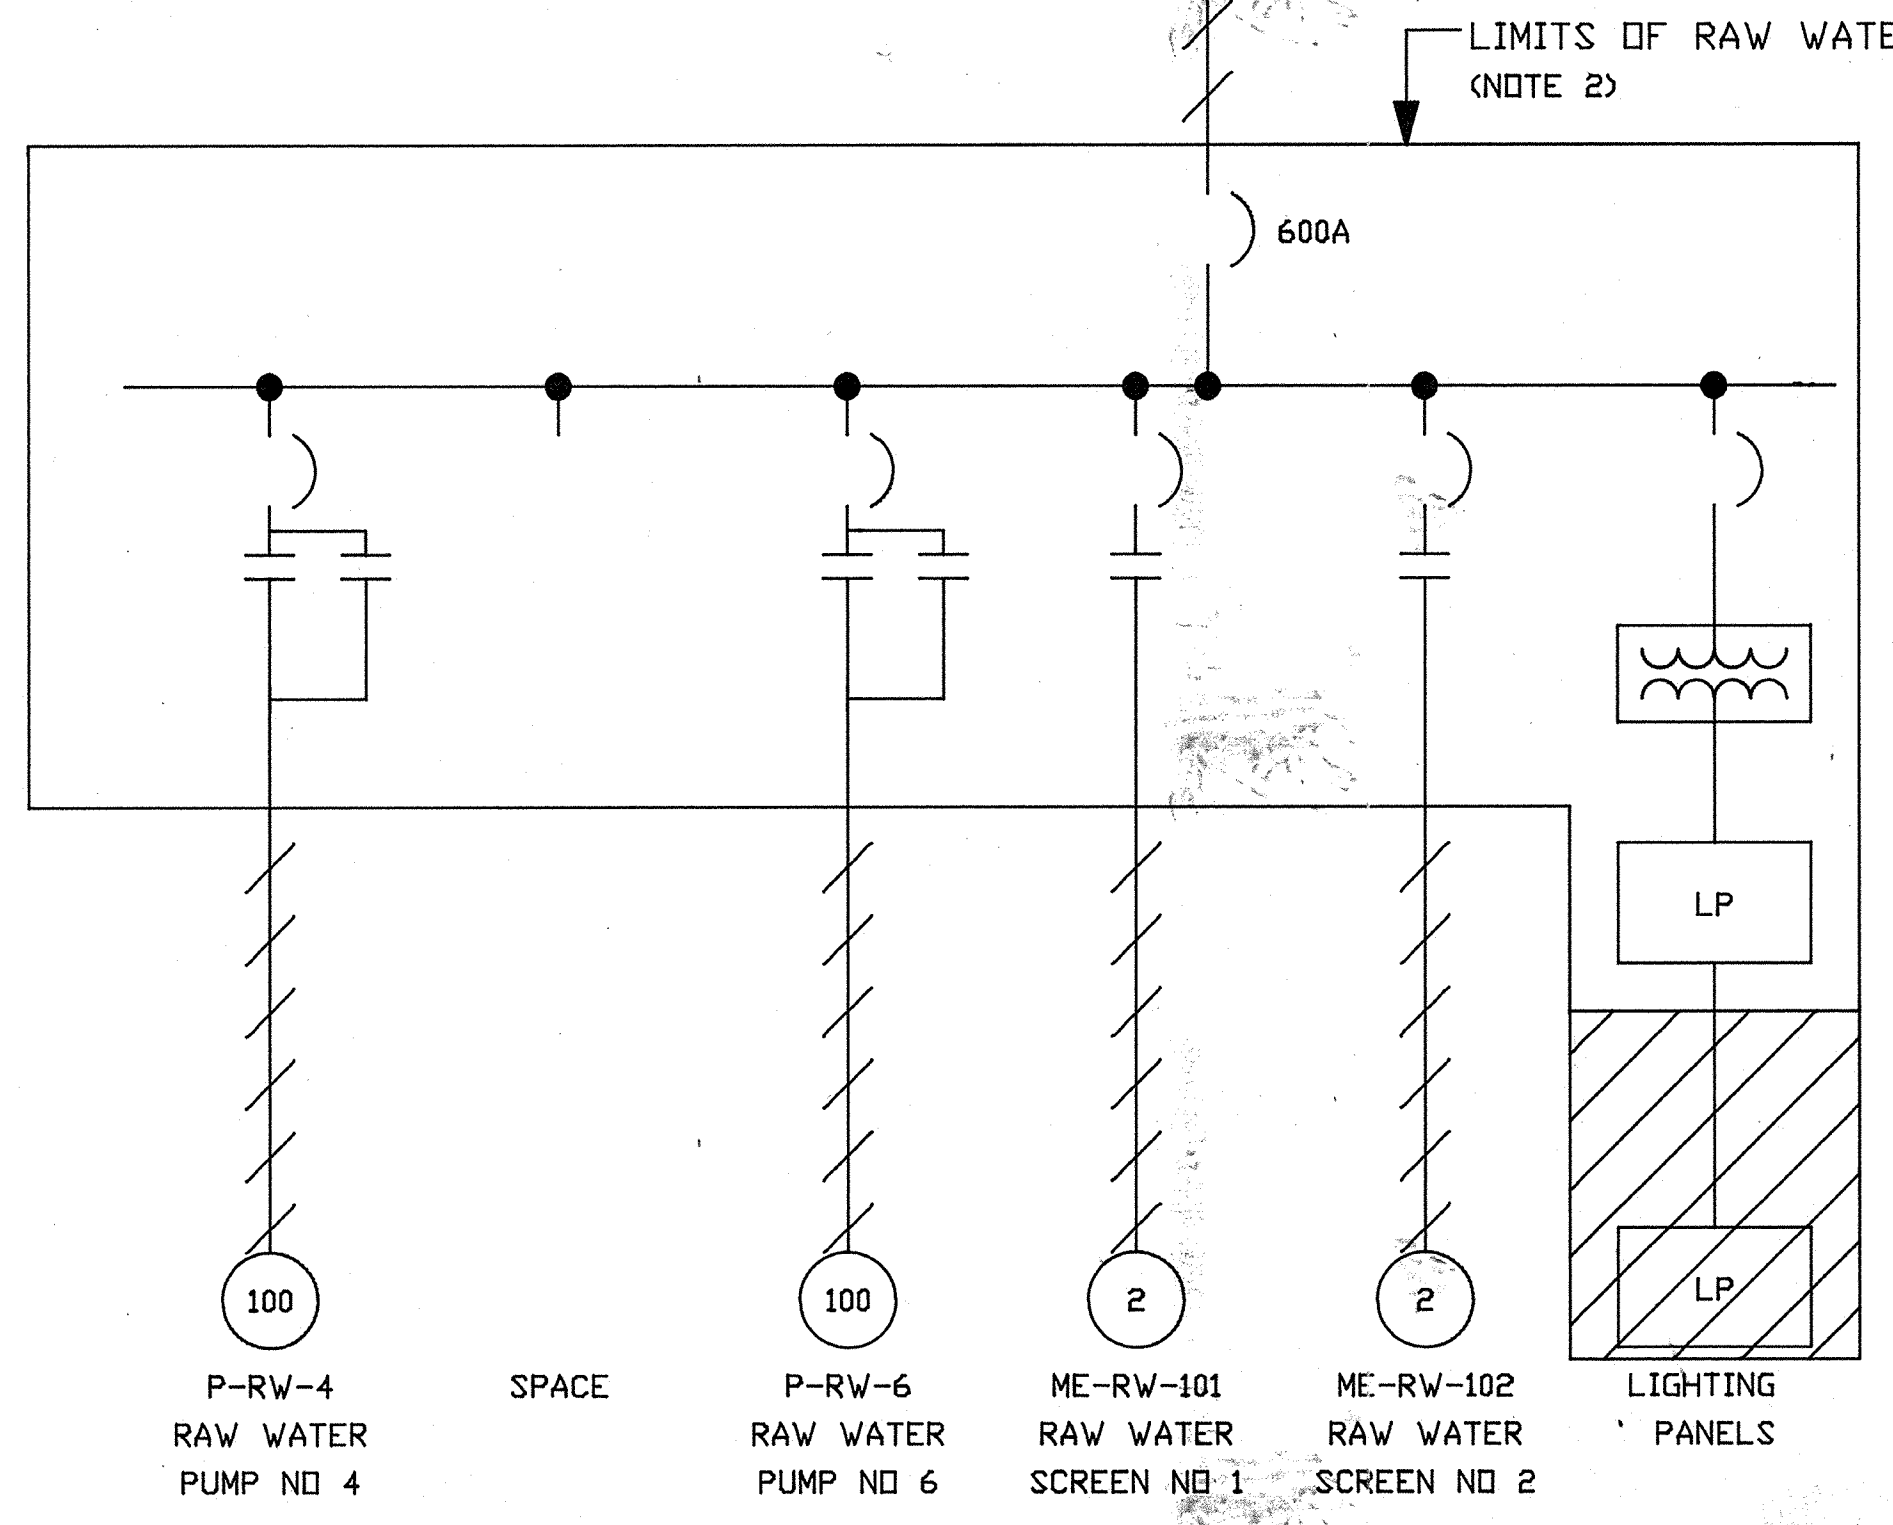 LIMITS OF RAW WATE
(NOTE 2)
600A
LP
LP
100
100
2
2
P-RW-4
RAW WATER
PUMP NO 4
SPACE
P-RW-6
RAW WATER
PUMP NO 6
ME-RW-101
RAW WATER
SCREEN NO 1
ME-RW-102
RAW WATER
SCREEN NO 2
LIGHTING
PANELS